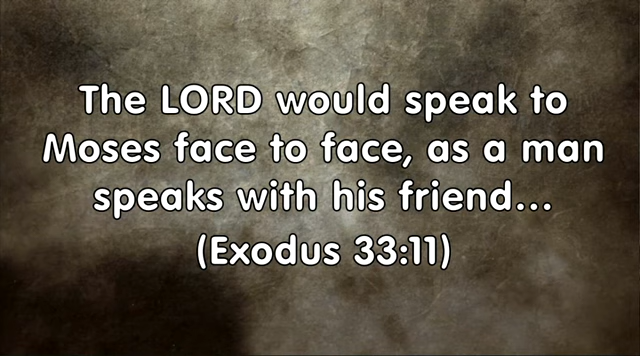 The LORD would speak to
Moses face to face, as a man
speaks with his friend...
(Exodus 33:11)